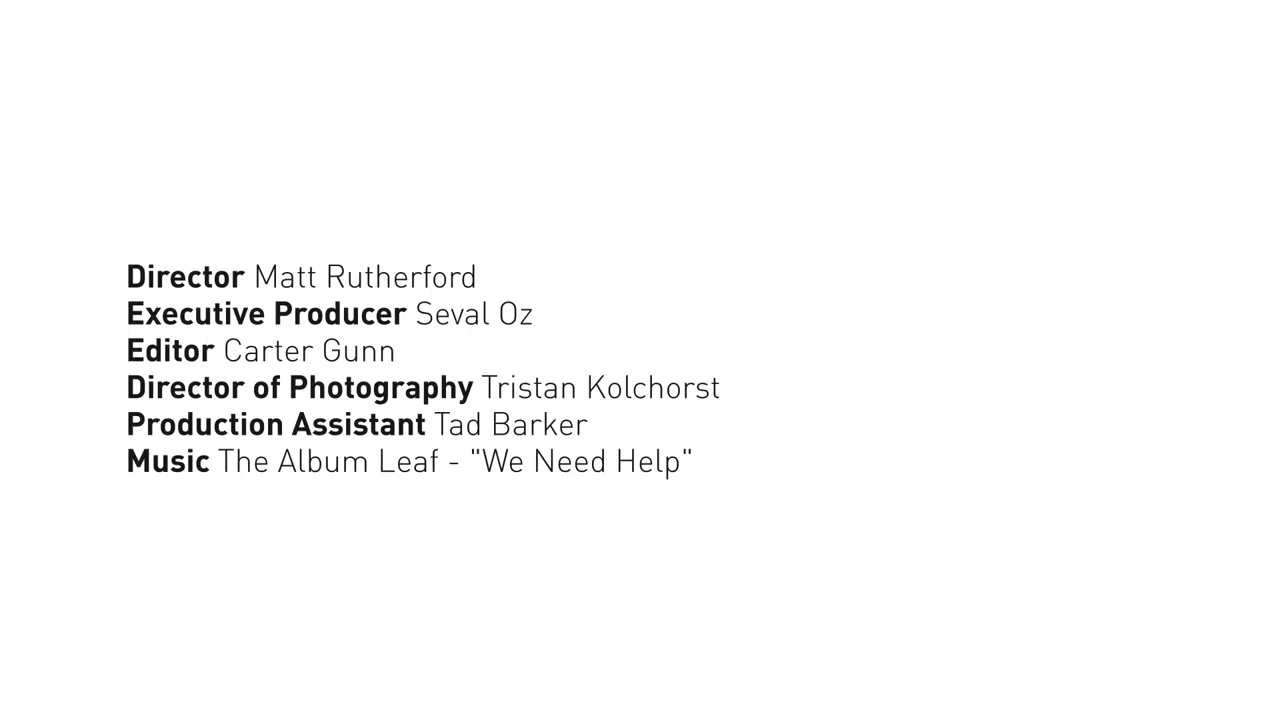 Director Matt Rutherford
Executive Producer Seval Oz
Editor Carter Gunn
Director of Photography Tristan Kolchorst
Production Assistant Tad Barker
Music The Album Leaf - "We Need Help"